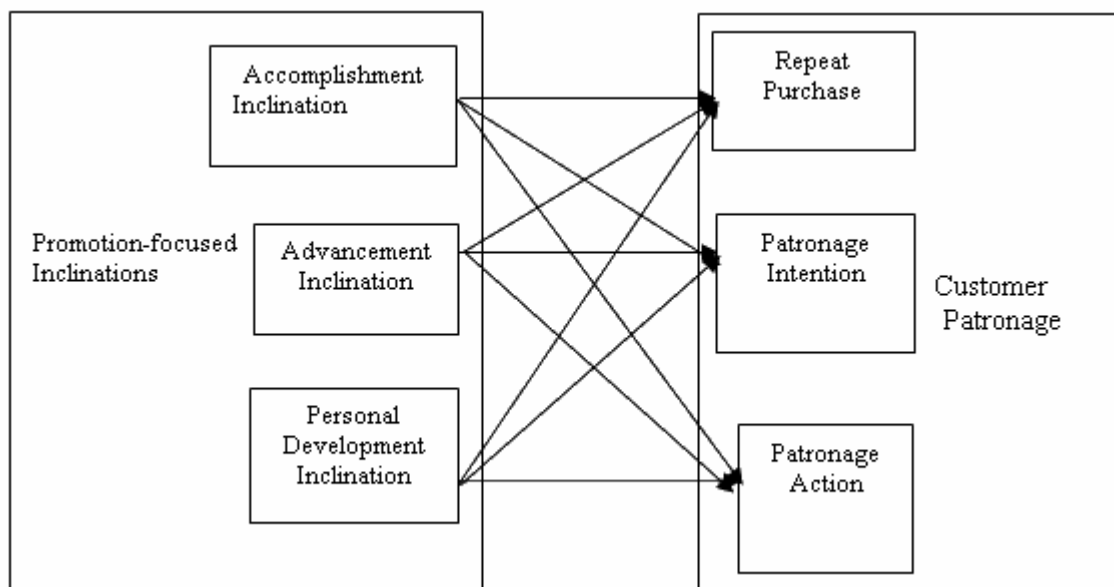 Accomplishment
Inclination
Promotion-focused
Inclinations
Advancement
Inclination
Personal
Development
Inclination
Repeat
Purchase
Patronage
Intention
Patronage
Action
Customer
Patronage